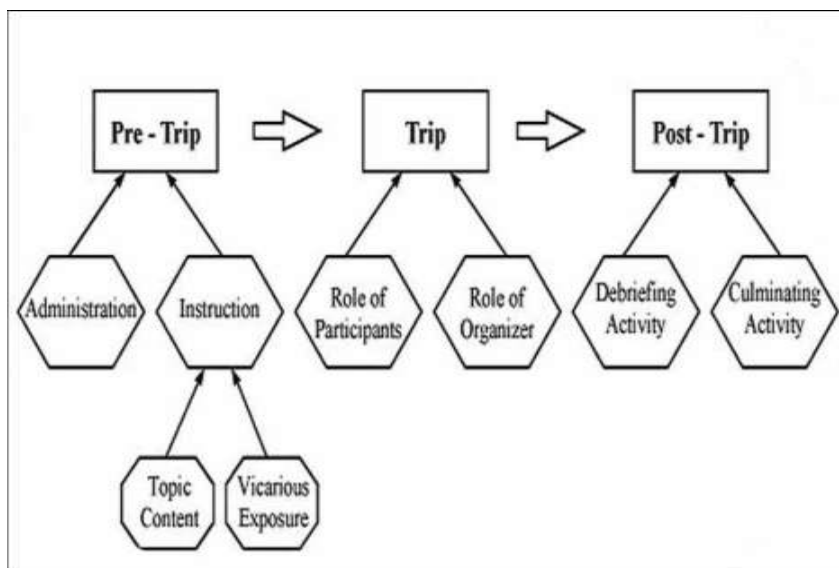 Pre - Trip
Trip
Post - Trip
Administration
Instruction
Role of
Participants
Role of
Organizer
Debriefing
Activity
Culminating
Activity
Topic
Content
Vicarious
Exposure